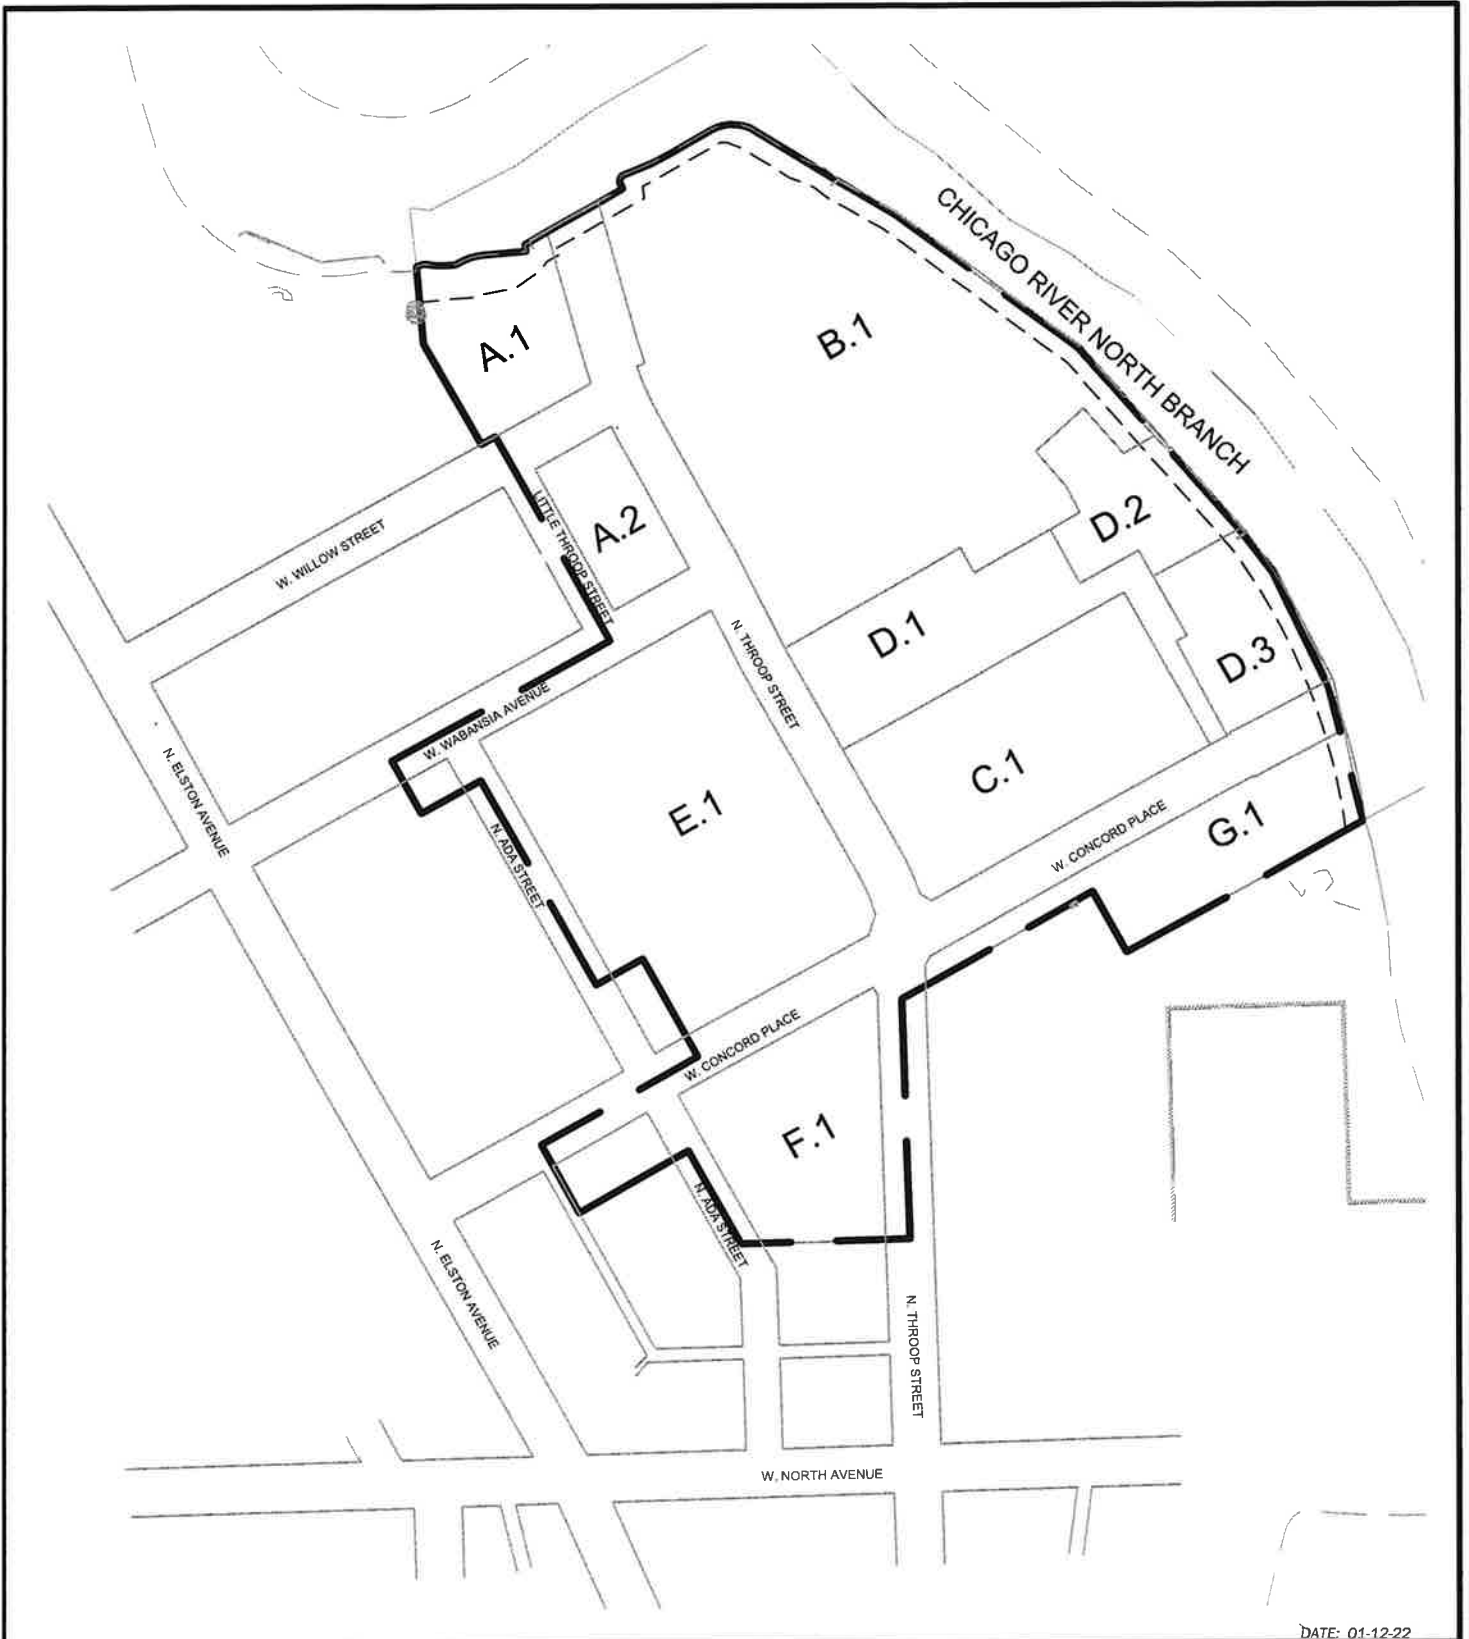 CHICAGO RIVER NORTH BRANCH
A.1
B.1
A.2
D.2
W. WILLOW STREET
LITTLE THROOP STREET
D.1
D.3
N. THROOP STREET
W. WABANSIA AVENUE
N. ELSTON AVENUE
E.1
C.1
G.1
N. ADA STREET
W. CONCORD PLACE
W. CONCORD PLACE
F.1
N. ADA STREET
N. ELSTON AVENUE
N. THROOP STREET
W. NORTH AVENUE
DATE: 01-12-22